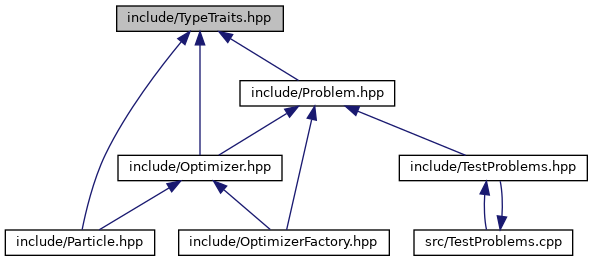 include/TypeTraits.hpp
include/Problem.hpp
include/Optimizer.hpp
include/TestProblems.hpp
include/Particle.hpp
include/OptimizerFactory.hpp
src/TestProblems.cpp